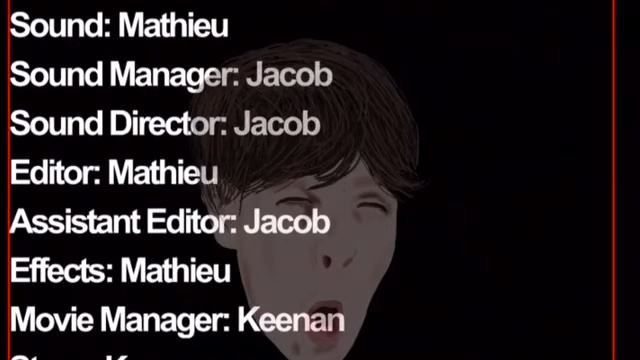 Sound: Mathieu
Sound Manager: Jacob
Sound Director: Jacob
Editor: Mathieu
Assistant Editor: Jacob
Effects: Mathieu
Movie Manager: Keenan